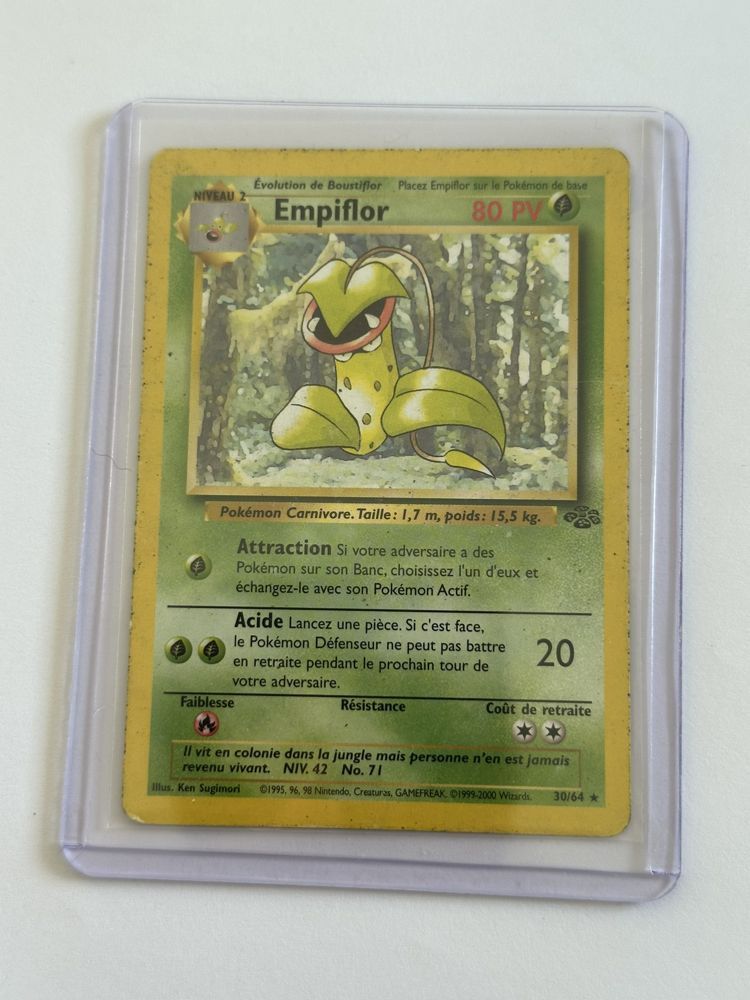 Évolution de Boustiflor Placez Empiflor sur le Pokémon de base
NIVEAU 2
Empiflor 80 PV
Pokémon Carnivore. Taille: 1,7 m, poids: 15,5 kg.
Attraction Si votre adversaire a des
Pokémon sur son Banc, choisissez l'un d'eux et
échangez-le avec son Pokémon Actif.
Acide Lancez une pièce. Si c'est face,
le Pokémon Défenseur ne peut pas battre
en retraite pendant le prochain tour de
votre adversaire.
20
Faiblesse Résistance Coût de retraite
Il vit en colonie dans la jungle mais personne n'en est jamais
revenu vivant. NIV. 42 No. 71
Illus. Ken Sugimori ©1995, 96, 98 Nintendo, Creaturas, GAMEFREAK. ©1999-2000 Wizards. 30/64 ★